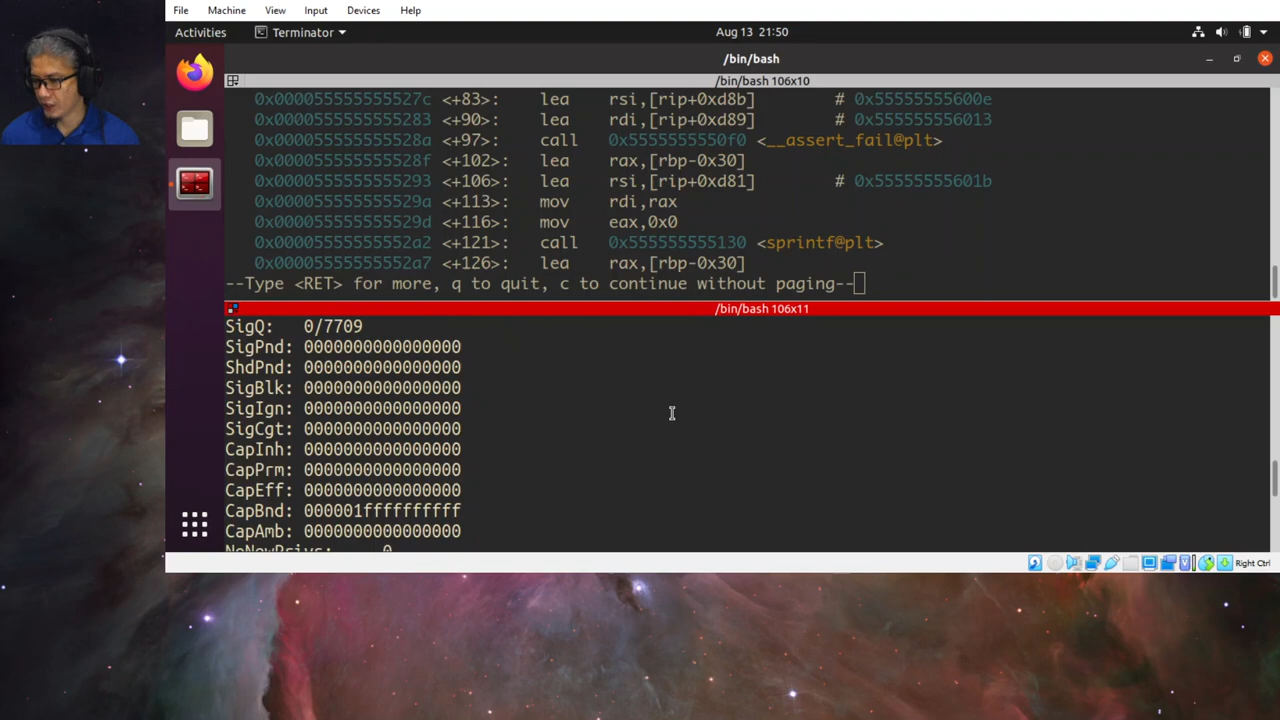 File Machine View Input Devices Help
Activities Terminator Aug 13 21:50
/bin/bash
/bin/bash 106x10
0x000055555555527c <+83>: lea rsi,[rip+0xd8b] # 0x55555555600e
0x0000555555555283 <+90>: lea rdi,[rip+0xd89] # 0x555555556013
0x000055555555528a <+97>: call 0x5555555550f0 <__assert_fail@plt>
0x000055555555528f <+102>: lea rax,[rbp-0x30]
0x0000555555555293 <+106>: lea rsi,[rip+0xd81] # 0x55555555601b
0x000055555555529a <+113>: mov rdi,rax
0x000055555555529d <+116>: mov eax,0x0
0x00005555555552a2 <+121>: call 0x555555555130 <sprintf@plt>
0x00005555555552a7 <+126>: lea rax,[rbp-0x30]
--Type <RET> for more, q to quit, c to continue without paging--
/bin/bash 106x11
SigQ: 0/7709
SigPnd: 0000000000000000
ShdPnd: 0000000000000000
SigBlk: 0000000000000000
SigIgn: 0000000000000000
SigCgt: 0000000000000000
CapInh: 0000000000000000
CapPrm: 0000000000000000
CapEff: 0000000000000000
CapBnd: 000001ffffffffff
CapAmb: 0000000000000000
NoNewPrivs: 0
Right Ctrl